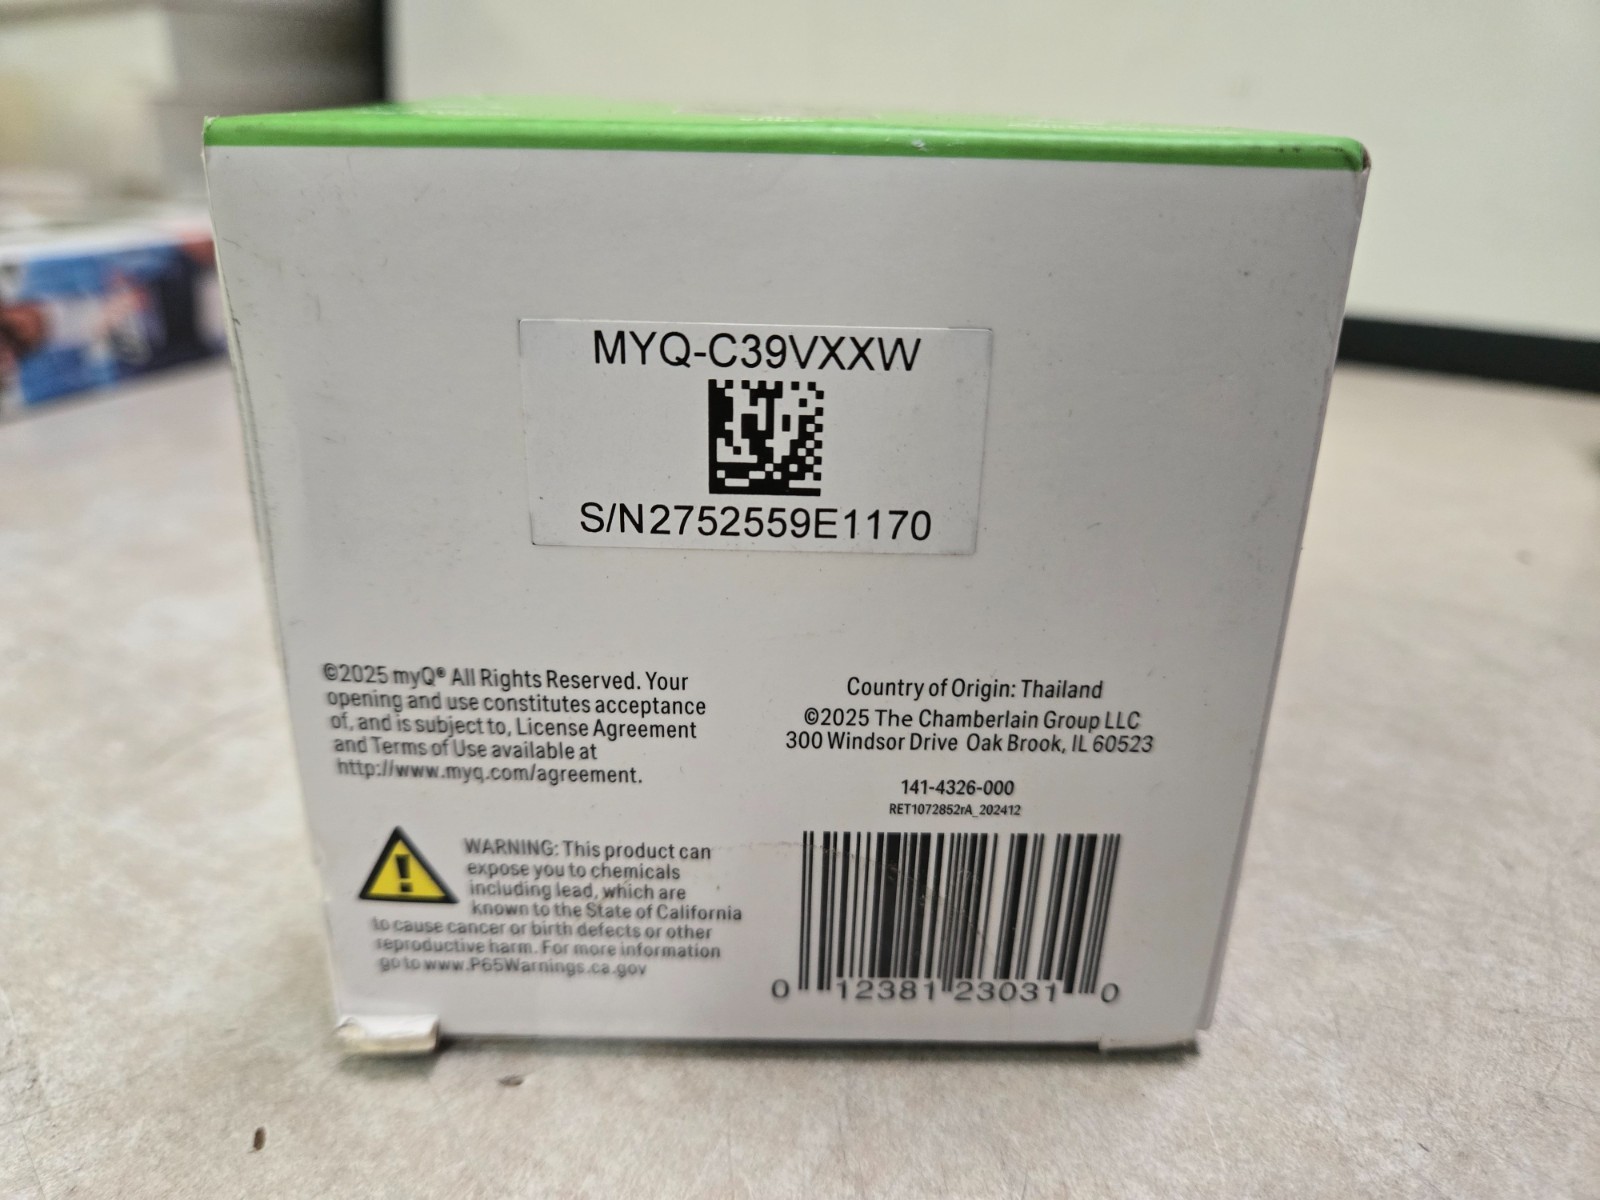 MYQ-C39VXXW
S/N2752559E1170
©2025 myQ® All Rights Reserved. Your
opening and use constitutes acceptance
of, and is subject to, License Agreement
and Terms of Use available at
http://www.myq.com/agreement.
Country of Origin: Thailand
©2025 The Chamberlain Group LLC
300 Windsor Drive Oak Brook, IL 60523
141-4326-000
RET1072852rA_202412
WARNING: This product can
expose you to chemicals
including lead, which are
known to the State of California
to cause cancer or birth defects or other
reproductive harm. For more information
go to www.P65Warnings.ca.gov
0 12381 23031 0